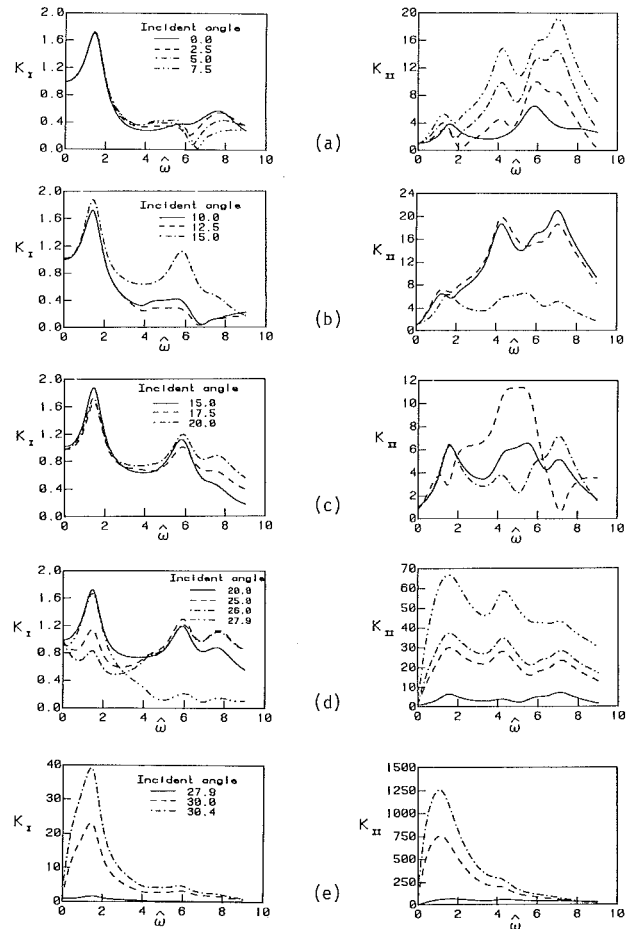 2.0
1.6
1.2
K_I
0.8
0.4
0.0
0 2 4 6 8 10
ω̂
Incident angle
0.0
2.5
5.0
7.5
(a)
20
16
12
K_II
8
4
0
0 2 4 6 8 10
ω̂
2.0
1.6
1.2
K_I
0.8
0.4
0.0
0 2 4 6 8 10
ω̂
Incident angle
10.0
12.5
15.0
(b)
24
20
16
K_II
12
8
4
0
0 2 4 6 8 10
ω̂
2.0
1.6
1.2
K_I
0.8
0.4
0.0
0 2 4 6 8 10
ω̂
Incident angle
15.0
17.5
20.0
(c)
12
10
8
K_II
6
4
2
0
0 2 4 6 8 10
ω̂
2.0
1.6
1.2
K_I
0.8
0.4
0.0
0 2 4 6 8 10
ω̂
Incident angle
20.0
25.0
26.0
27.9
(d)
70
60
50
K_II
40
30
20
10
0
0 2 4 6 8 10
ω̂
40
30
K_I
20
10
0
0 2 4 6 8 10
ω̂
Incident angle
27.9
30.0
30.4
(e)
1500
1250
1000
K_II
750
500
250
0
0 2 4 6 8 10
ω̂